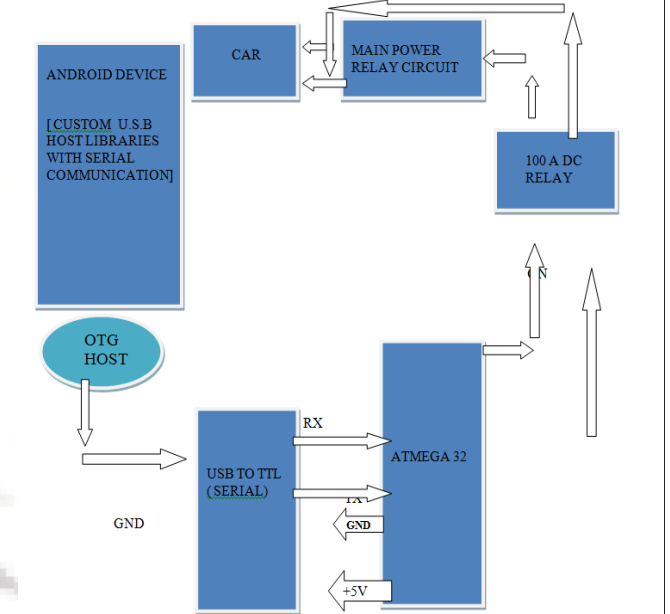 CAR
MAIN POWER
RELAY CIRCUIT
ANDROID DEVICE
[ CUSTOM U.S.B
HOST LIBRARIES
WITH SERIAL
COMMUNICATION]
100 A DC
RELAY
OTG
HOST
RX
ATMEGA 32
USB TO TTL
( SERIAL)
TX
GND
GND
+5V